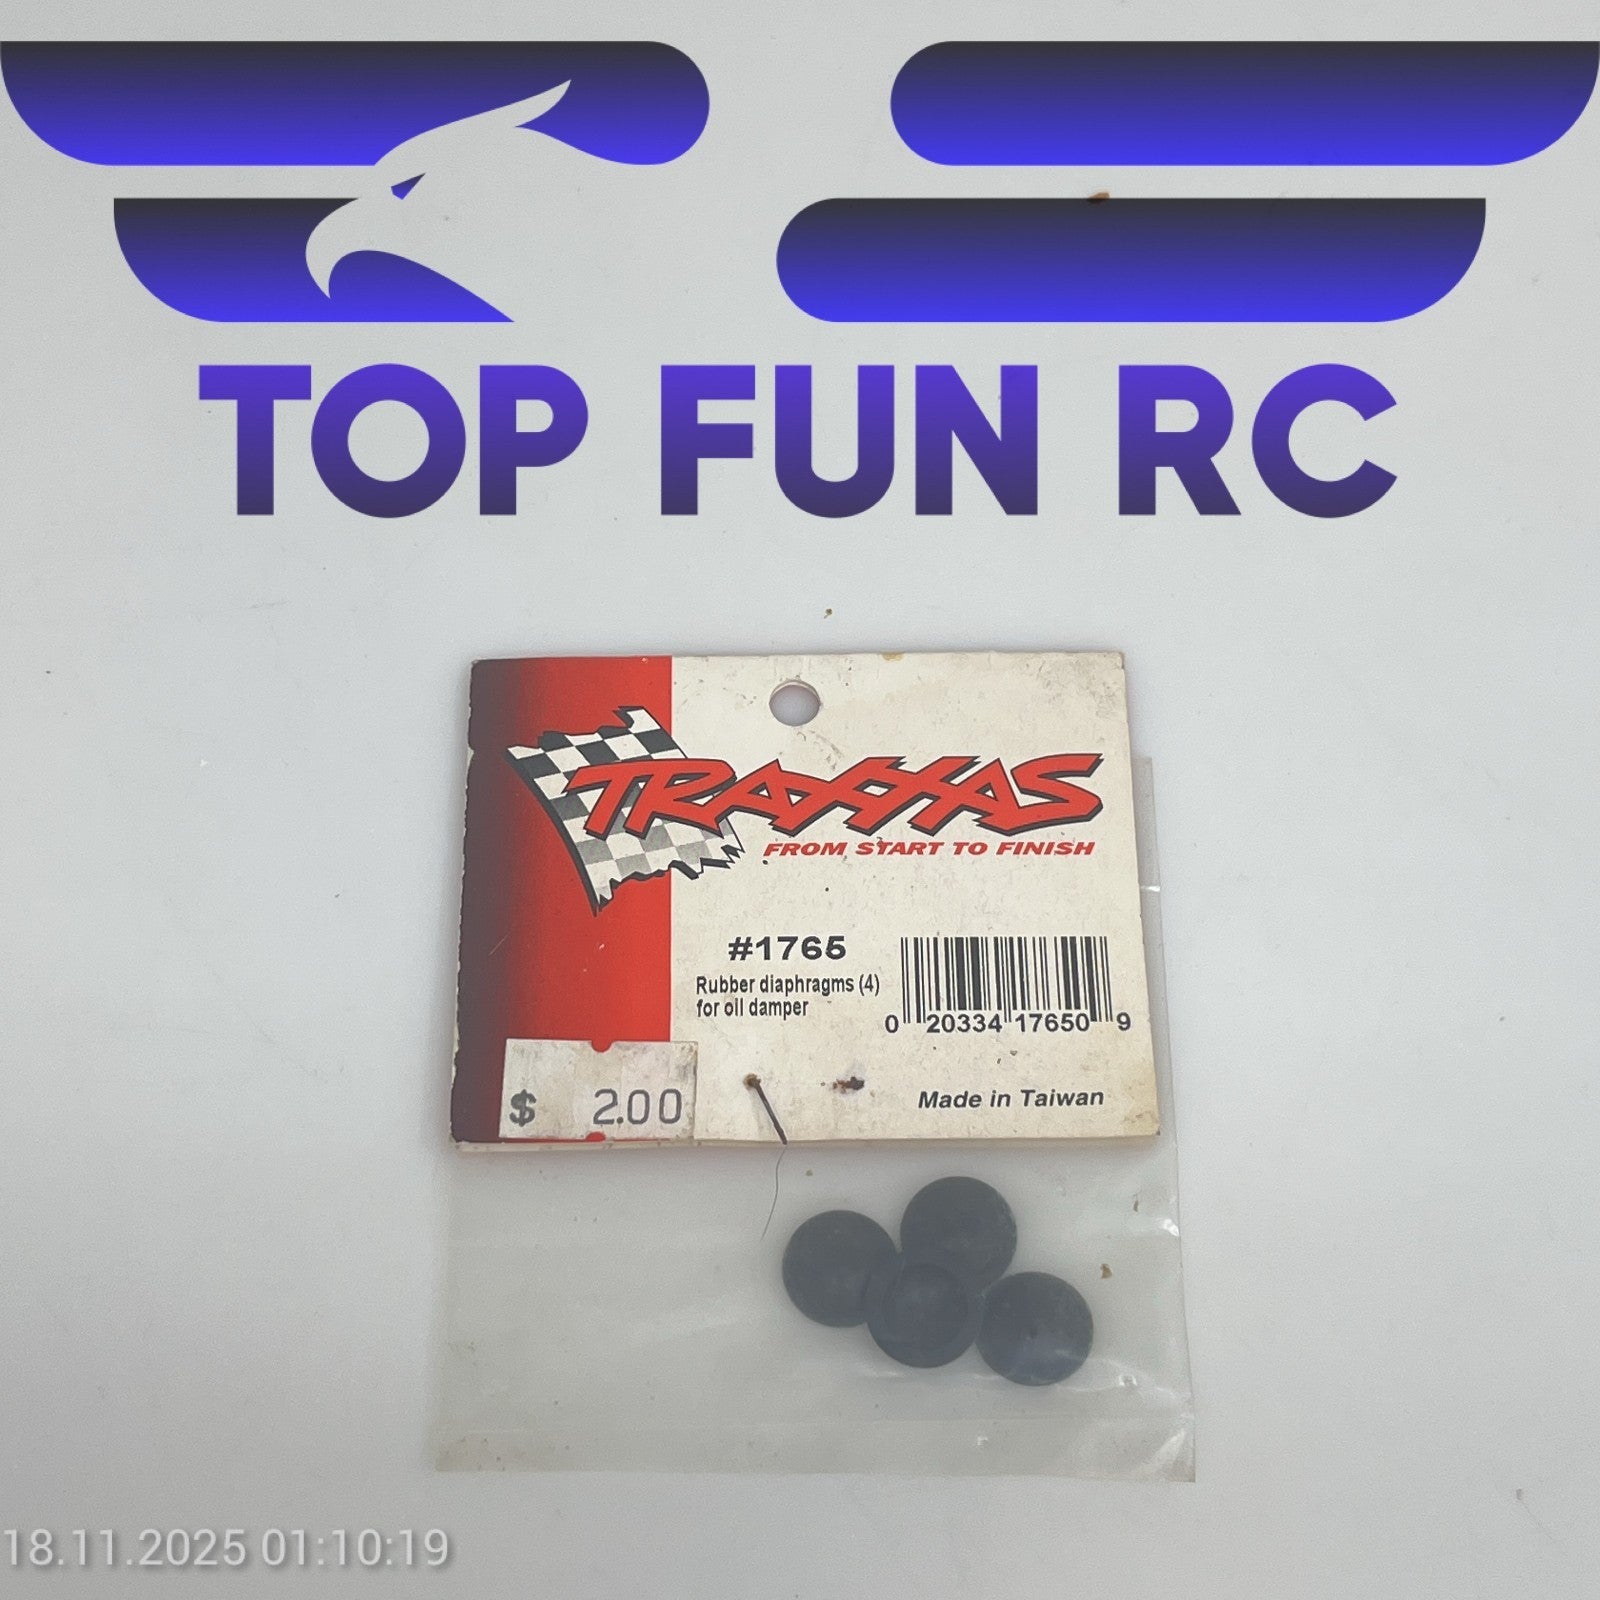 TOP FUN RC
TRAXXAS
FROM START TO FINISH
#1765
Rubber diaphragms (4)
for oil damper
0 20334 17650 9
$ 2.00
Made in Taiwan
18.11.2025 01:10:19